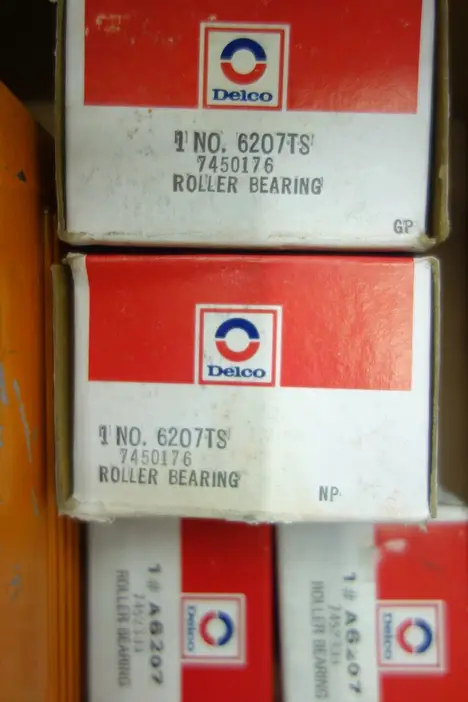 Delco
1 NO. 6207TS
7450176
ROLLER BEARING
GP
Delco
1 NO. 6207TS
7450176
ROLLER BEARING
NP
1# A6207
ROLLER BEARING
Delco
1# A6207
ROLLER BEARING
Delco